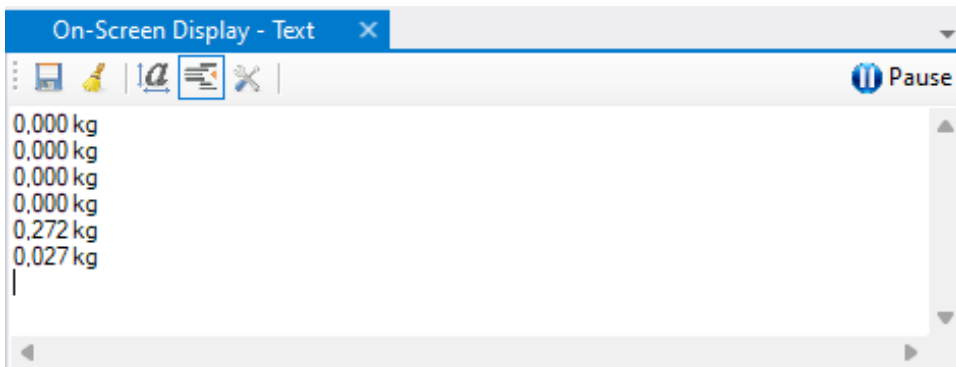 On-Screen Display - Text
Pause
0,000 kg
0,000 kg
0,000 kg
0,000 kg
0,272 kg
0,027 kg